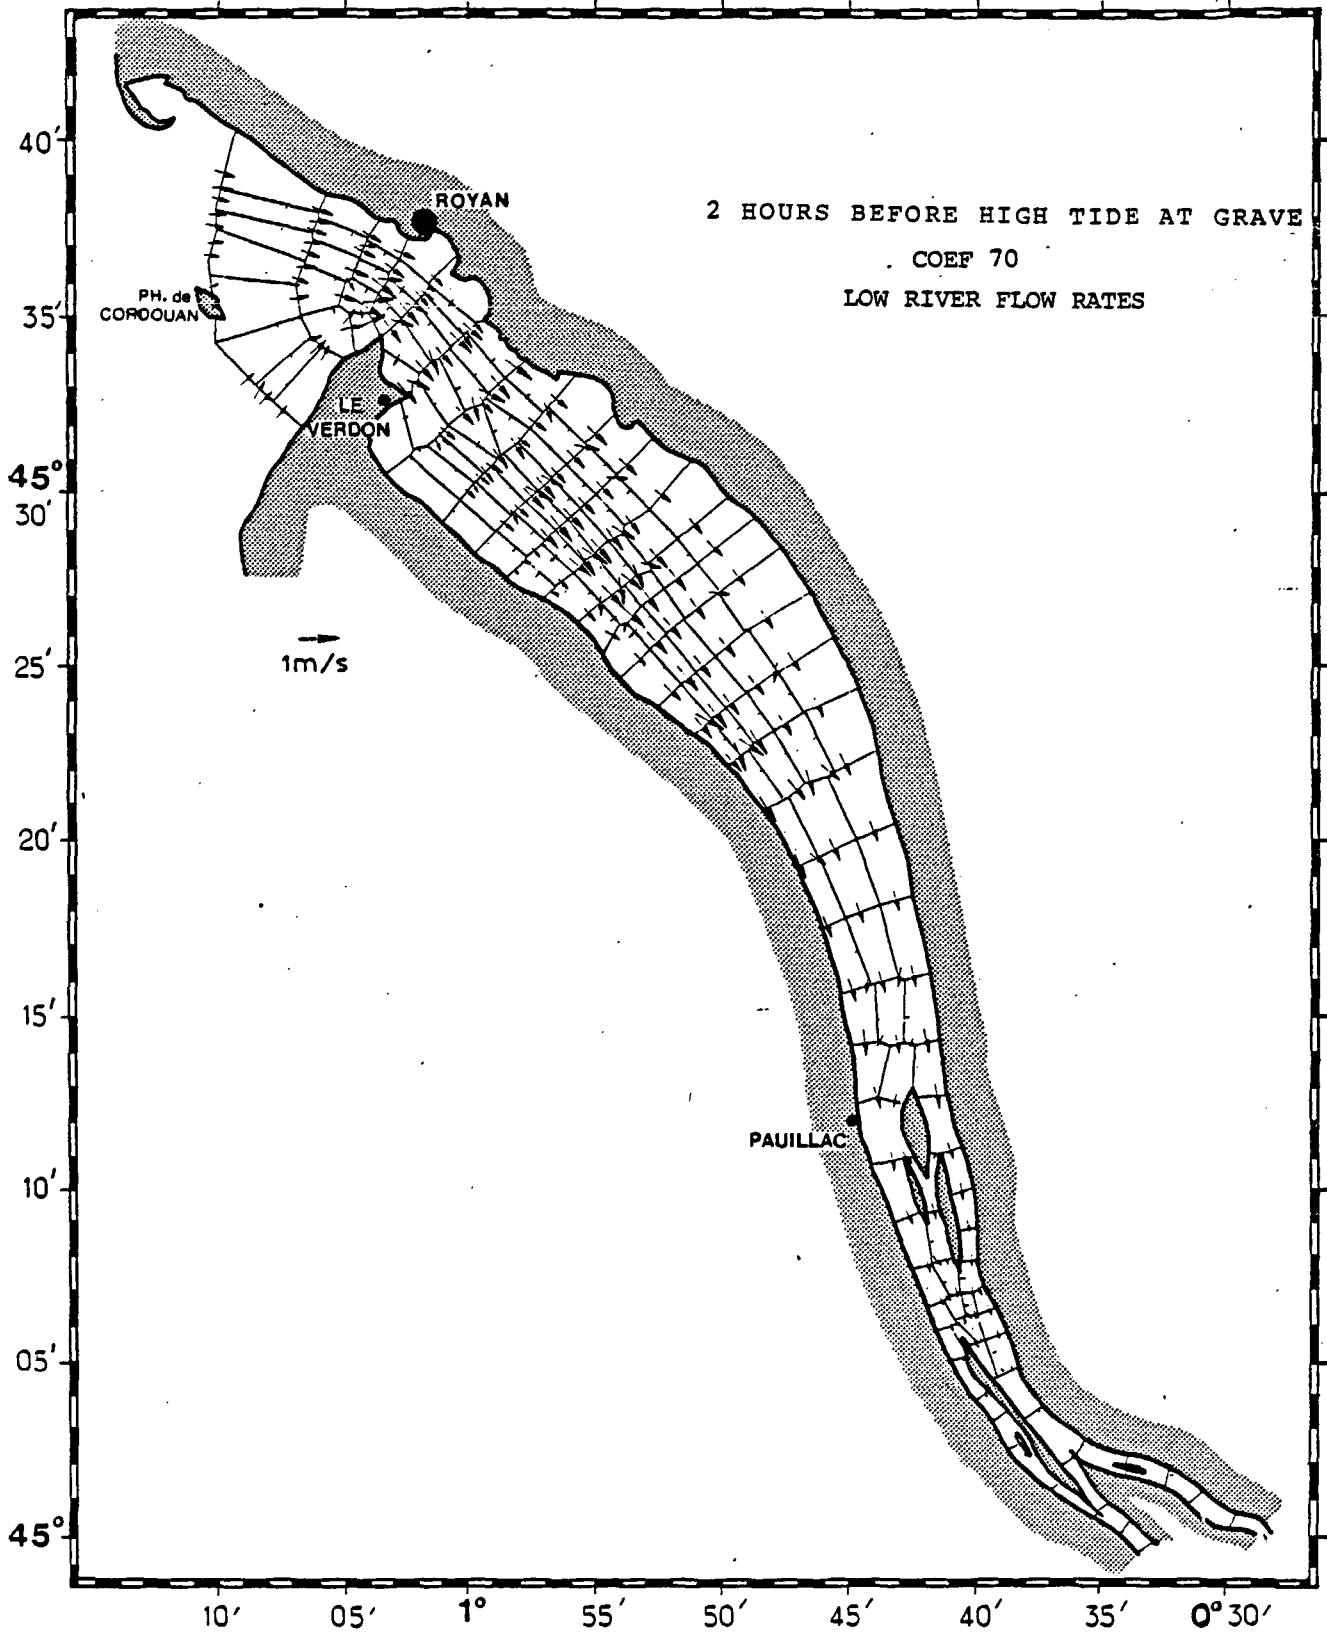 40′
ROYAN
2 HOURS BEFORE HIGH TIDE AT GRAVE
COEF 70
LOW RIVER FLOW RATES
PH. de
CORDOUAN
35′
LE
VERDON
45°
30′
25′
1m/s
20′
15′
PAUILLAC
10′
05′
45°
10′ 05′ 1° 55′ 50′ 45′ 40′ 35′ 0° 30′